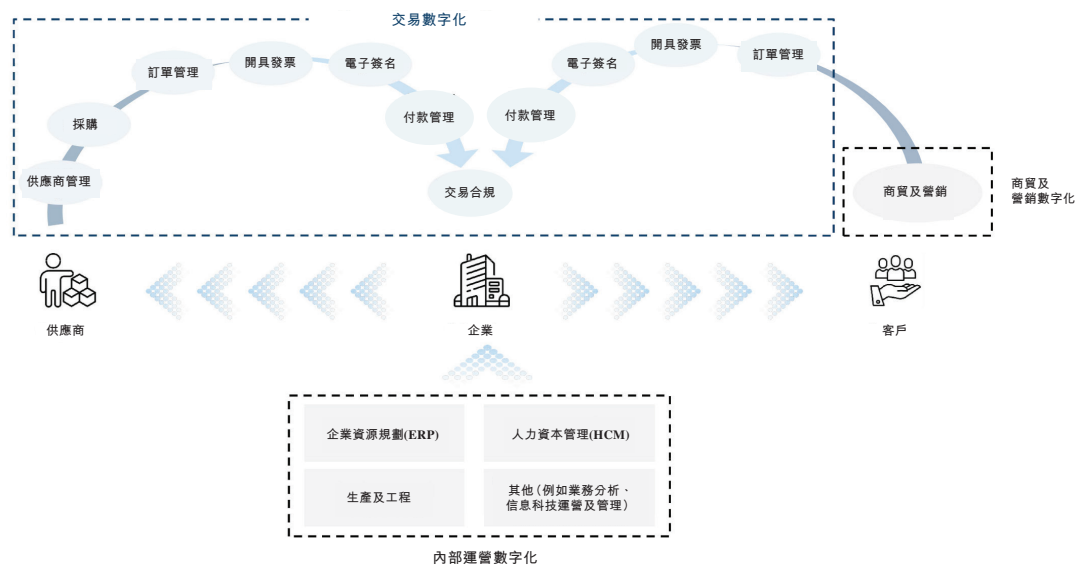 交易數字化
訂單管理
開具發票
電子簽名
付款管理
採購
供應商管理
電子簽名
開具發票
訂單管理
付款管理
交易合規
商貿及營銷
商貿及
營銷數字化
供應商
企業
客戶
企業資源規劃(ERP)
人力資本管理(HCM)
生產及工程
其他(例如業務分析、
信息科技運營及管理)
內部運營數字化